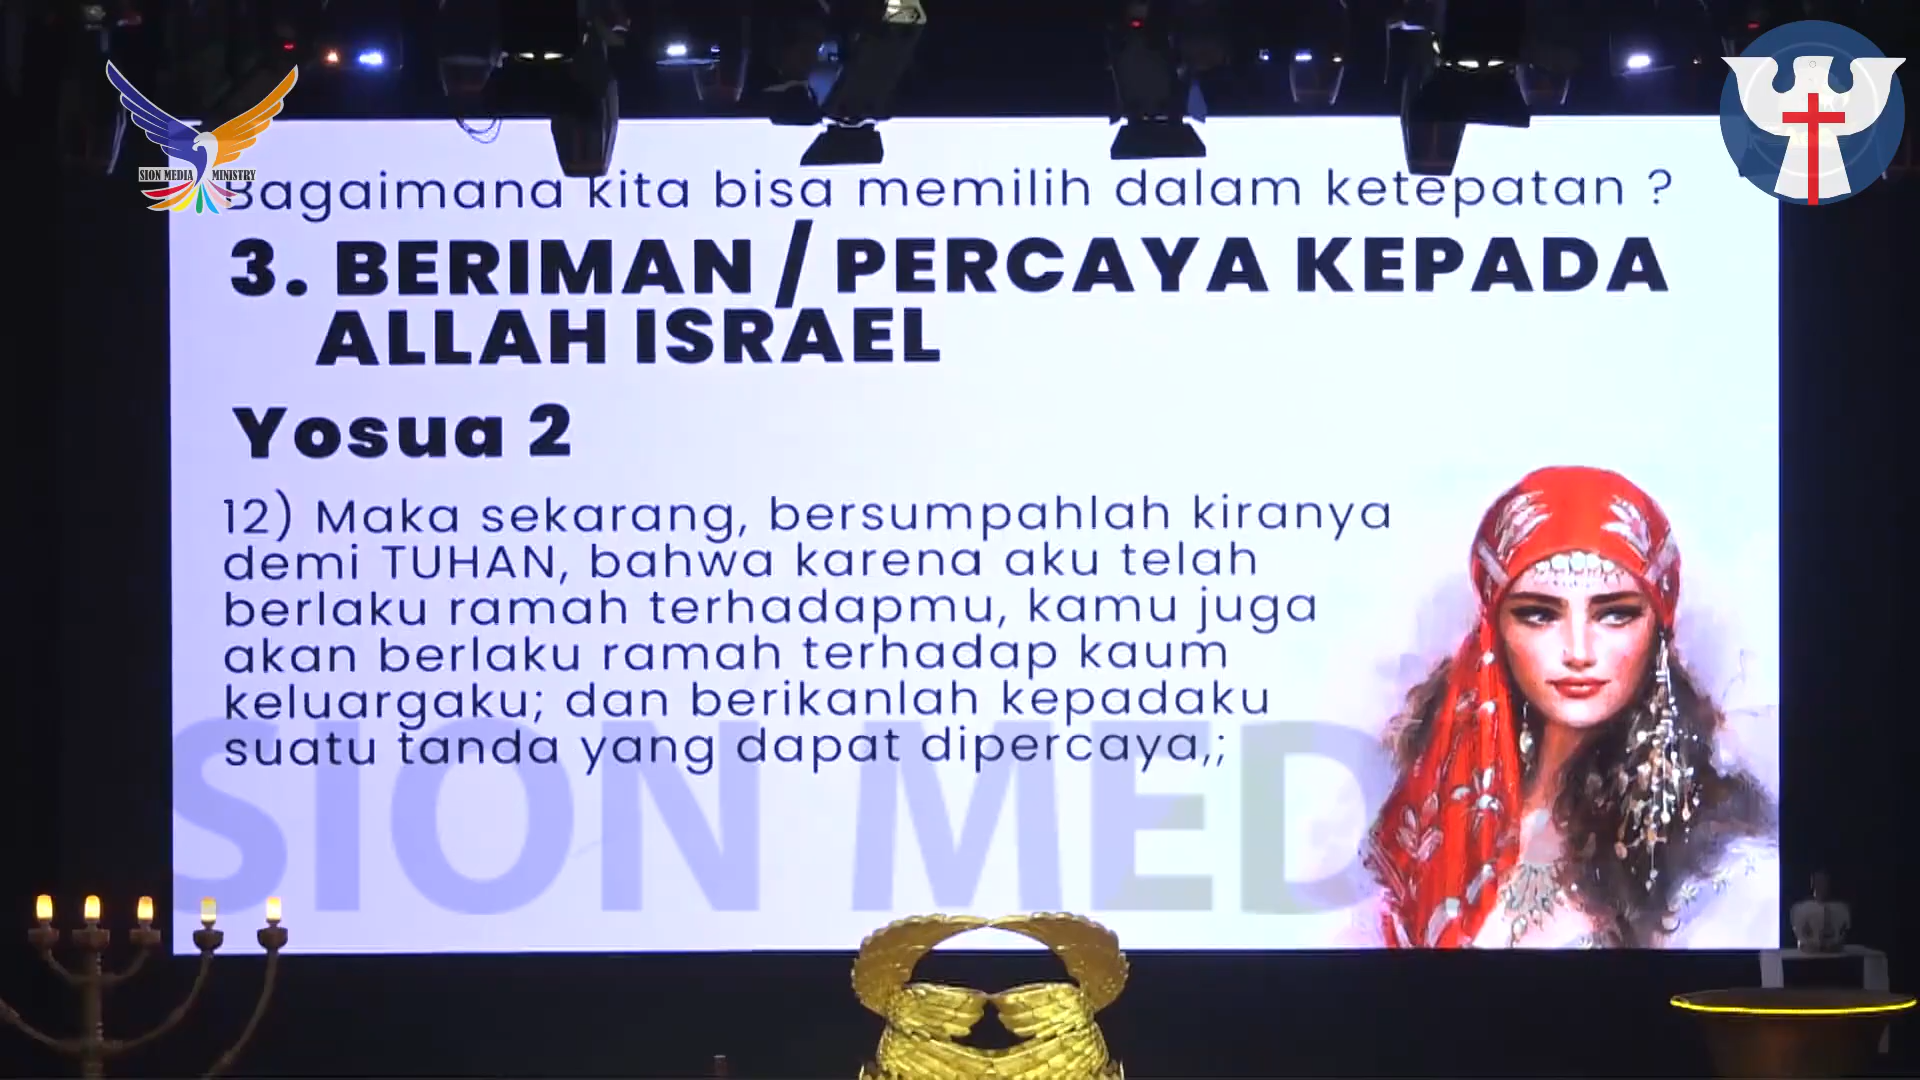 SION MEDIA MINISTRY
Bagaimana kita bisa memilih dalam ketepatan ?
3. BERIMAN / PERCAYA KEPADA
ALLAH ISRAEL
Yosua 2
12) Maka sekarang, bersumpahlah kiranya
demi TUHAN, bahwa karena aku telah
berlaku ramah terhadapmu, kamu juga
akan berlaku ramah terhadap kaum
keluargaku; dan berikanlah kepadaku
suatu tanda yang dapat dipercaya,;
SION MED